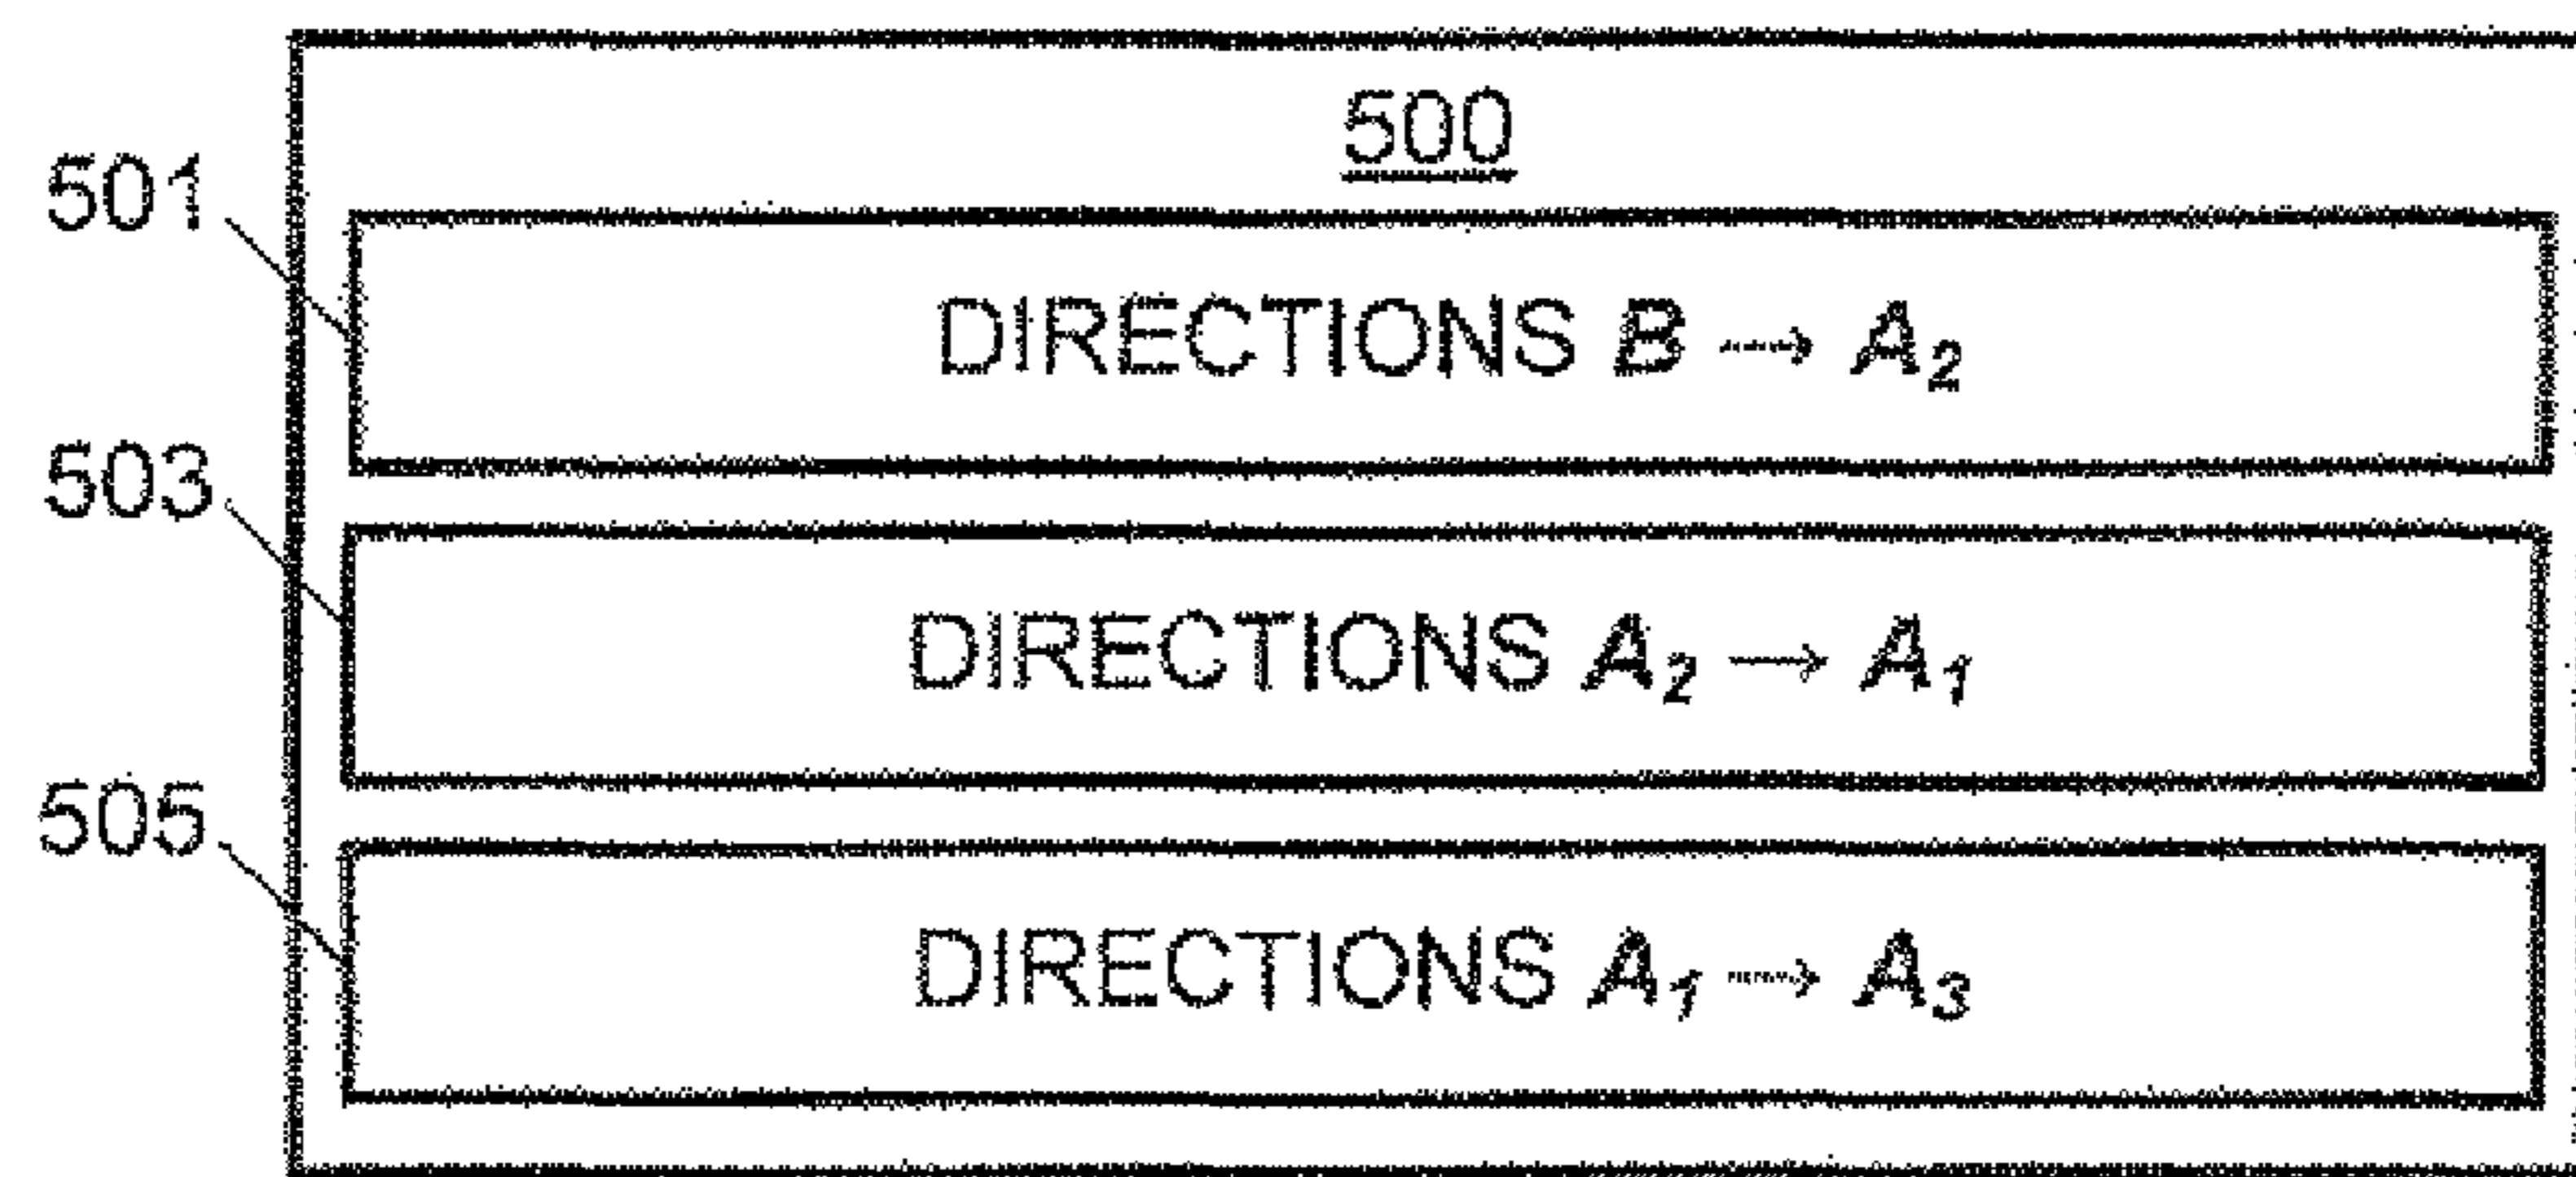 500
501
DIRECTIONS B → A₂
503
DIRECTIONS A₂ → A₁
505
DIRECTIONS A₁ → A₃